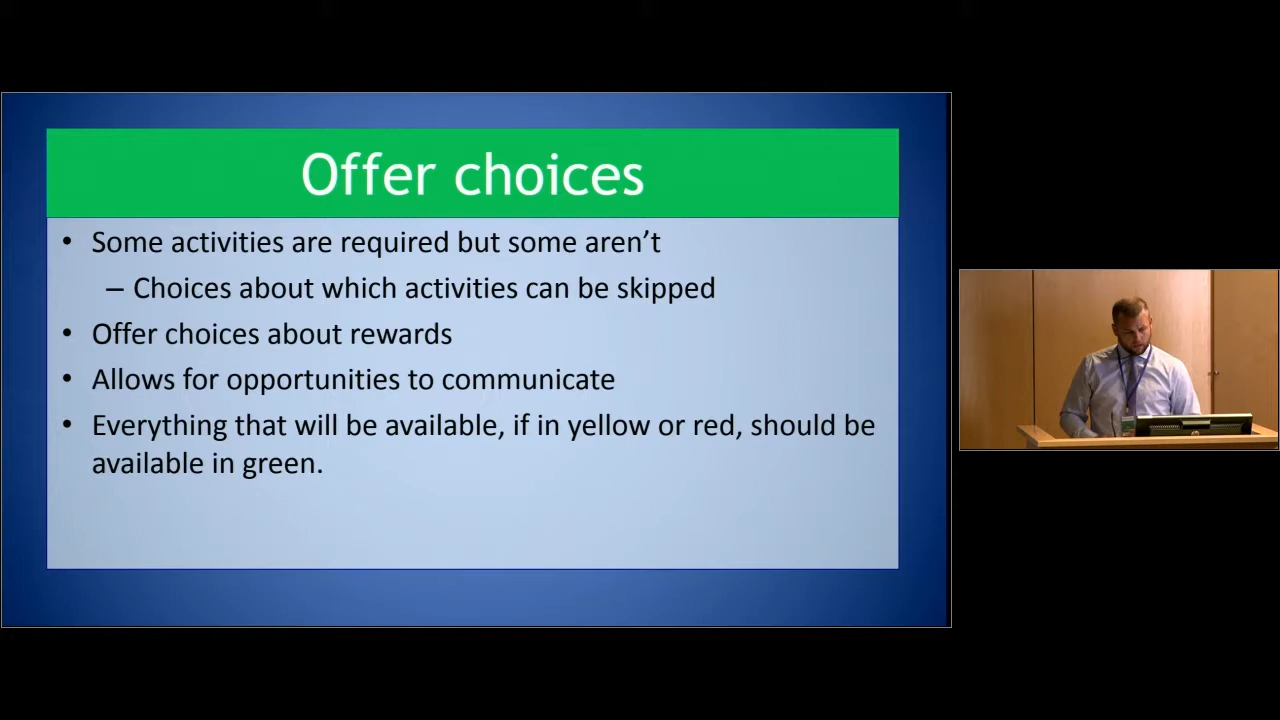 Offer choices
• Some activities are required but some aren’t
– Choices about which activities can be skipped
• Offer choices about rewards
• Allows for opportunities to communicate
• Everything that will be available, if in yellow or red, should be
available in green.